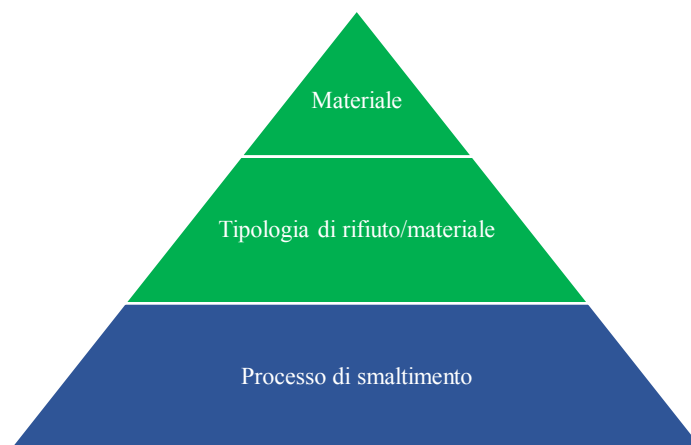 Materiale
Tipologia di rifiuto/materiale
Processo di smaltimento